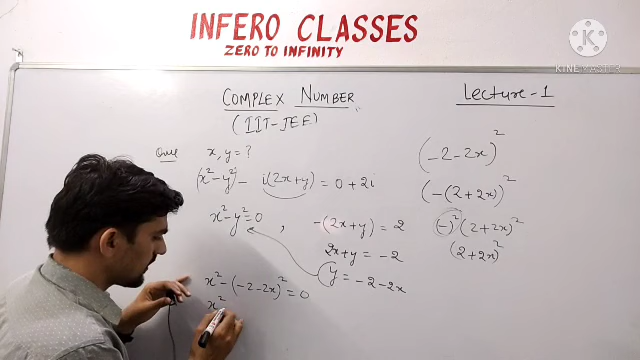 INFERO CLASSES
ZERO TO INFINITY
KINEMASTER
COMPLEX NUMBER
(IIT-JEE)
Lecture-1
Que x, y = ?
(x² - y²) - i(2x+y) = 0 + 2i
x² - y² = 0 , -(2x+y) = 2
2x+y = -2
y = -2-2x
x² - (-2-2x)² = 0
x²
(-2-2x)²
(-(2+2x))²
(-)² (2+2x)²
(2+2x)²